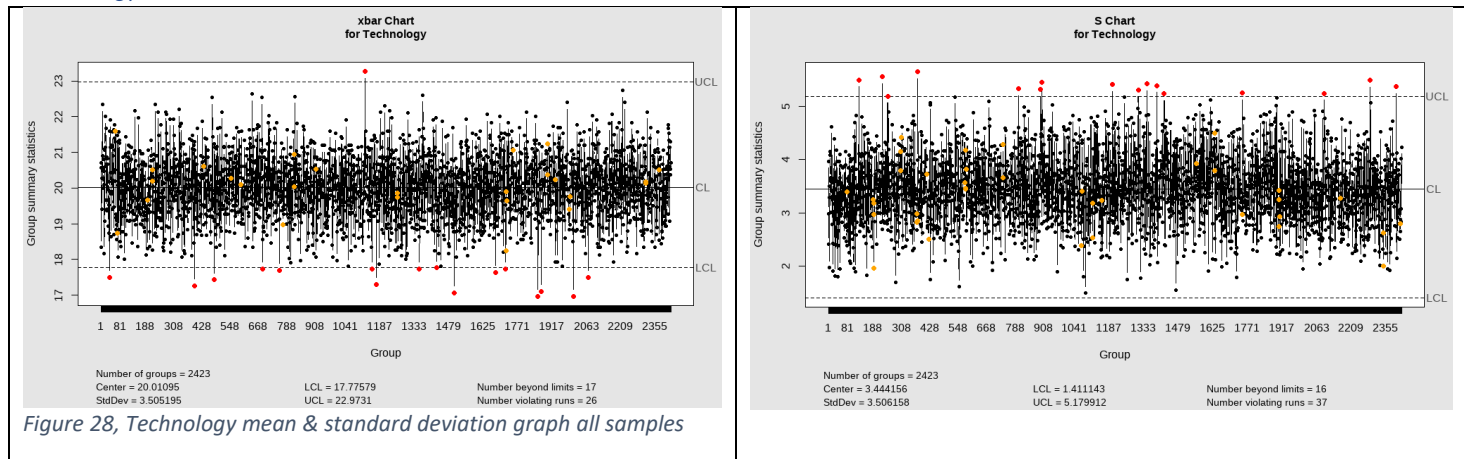 xbar Chart
for Technology
Group summary statistics
23
22
21
20
19
18
17
UCL
CL
LCL
1 81 188 308 428 548 668 788 908 1041 1187 1333 1479 1625 1771 1917 2063 2209 2355
Group
Number of groups = 2423
Center = 20.01095 LCL = 17.77579 Number beyond limits = 17
StdDev = 3.505195 UCL = 22.9731 Number violating runs = 26
Figure 28, Technology mean & standard deviation graph all samples
S Chart
for Technology
Group summary statistics
5
4
3
2
UCL
CL
LCL
1 81 188 308 428 548 668 788 908 1041 1187 1333 1479 1625 1771 1917 2063 2209 2355
Group
Number of groups = 2423
Center = 3.444156 LCL = 1.411143 Number beyond limits = 16
StdDev = 3.506158 UCL = 5.179912 Number violating runs = 37